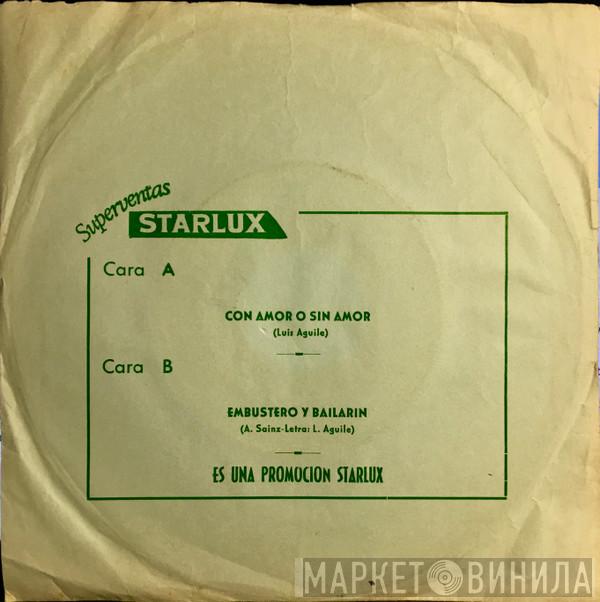 Superventas
STARLUX
Cara A
CON AMOR O SIN AMOR
(Luis Aguile)
Cara B
EMBUSTERO Y BAILARIN
(A. Sainz-Letra: L. Aguile)
ES UNA PROMOCION STARLUX
МАРКЕТ ВИНИЛА